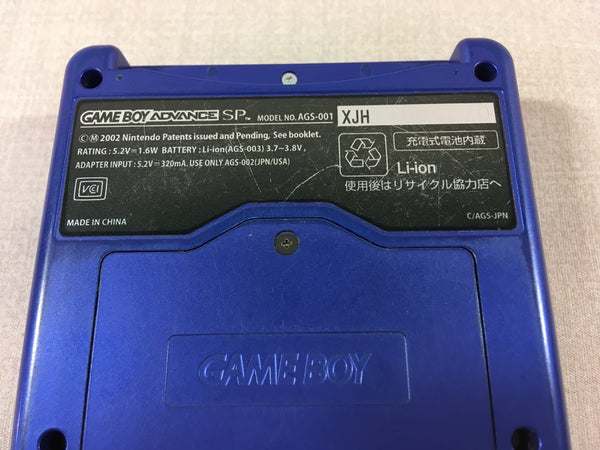 GAME BOY ADVANCE SP™ MODEL NO. AGS-001 XJH
©Ⓜ 2002 Nintendo Patents issued and Pending, See booklet.
RATING : 5.2V⎓1.6W BATTERY : Li-ion(AGS-003) 3.7~3.8V,
ADAPTER INPUT : 5.2V⎓320mA. USE ONLY AGS-002(JPN/USA)
VCI
MADE IN CHINA
充電式電池内蔵
Li-ion
使用後はリサイクル協力店へ
C/AGS-JPN
GAME BOY